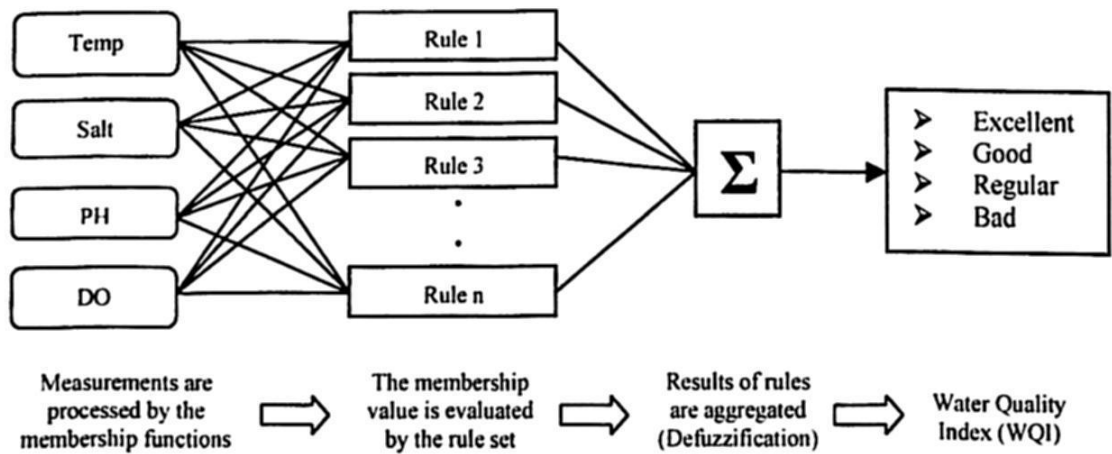 Temp
Salt
PH
DO
Rule 1
Rule 2
Rule 3
Rule n
Σ
Excellent
Good
Regular
Bad
Measurements are
processed by the
membership functions
The membership
value is evaluated
by the rule set
Results of rules
are aggregated
(Defuzzification)
Water Quality
Index (WQI)